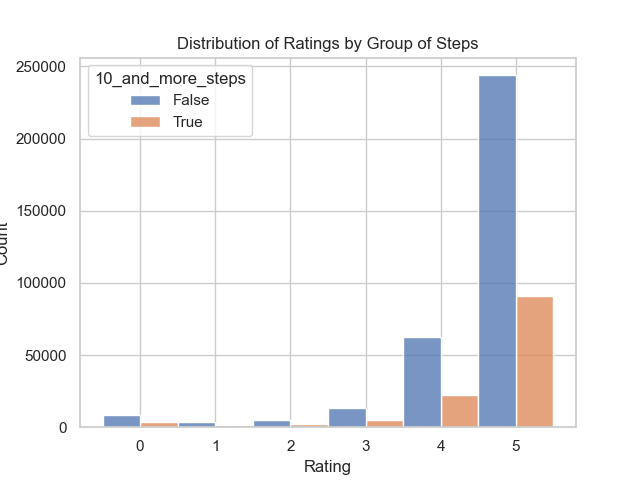 Distribution of Ratings by Group of Steps
10_and_more_steps
False
True
250000
200000
150000
100000
50000
0
Count
0 1 2 3 4 5
Rating